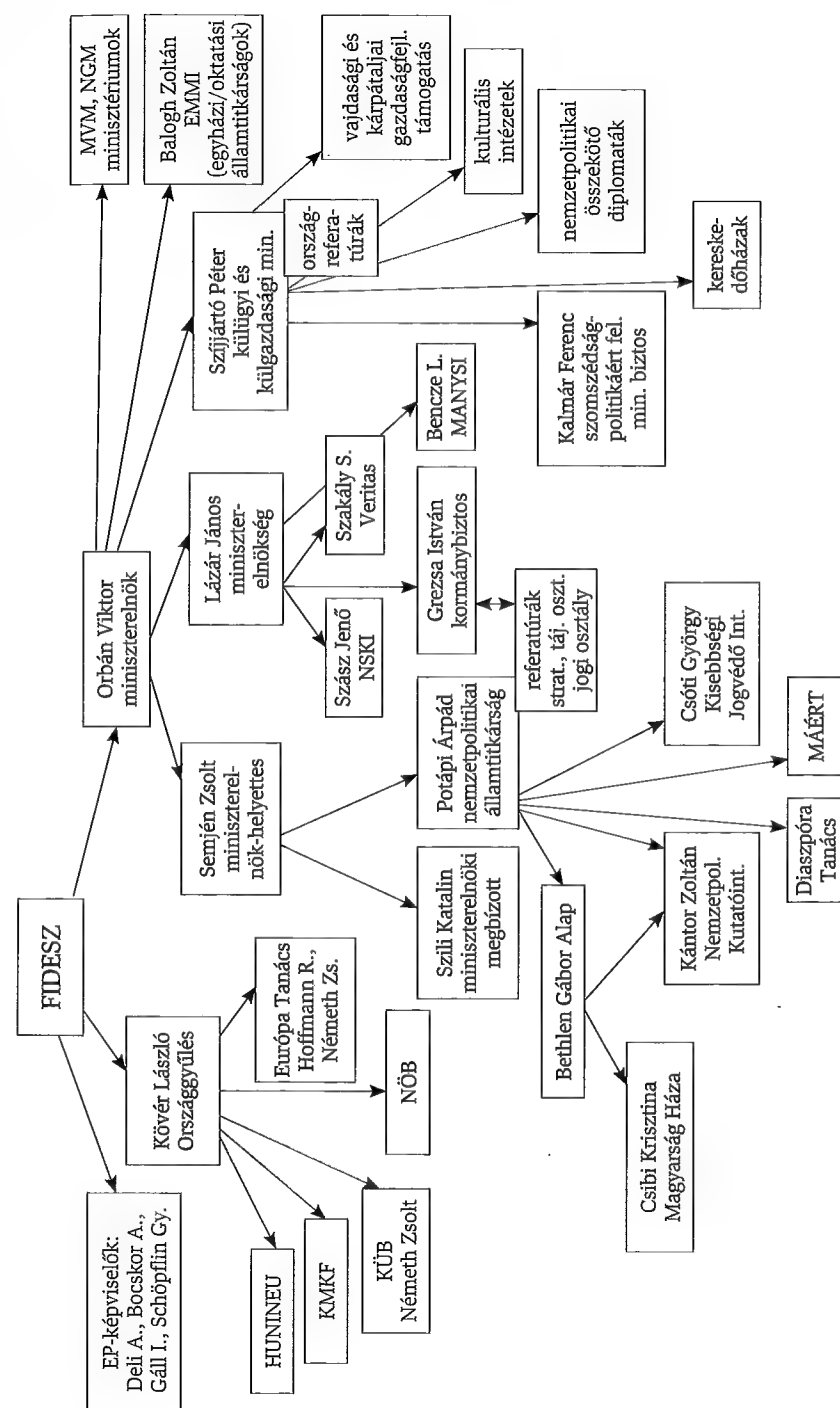 FIDESZ
EP-képviselők:
Deli A., Bocskor A.,
Gáll I., Schöpflin Gy.
Kövér László
Országgyűlés
Orbán Viktor
miniszterelnök
HUNINEU
KMKF
KÜB
Németh Zsolt
NÖB
Európa Tanács
Hoffmann R.,
Németh Zs.
Semjén Zsolt
miniszterel-
nök-helyettes
Lázár János
miniszter-
elnökség
Szíjjártó Péter
külügyi és
külgazdasági min.
Balogh Zoltán
EMMI
(egyházi/oktatási
államtitkárságok)
MVM, NGM
minisztériumok
Szili Katalin
miniszterelnöki
megbízott
Potápi Árpád
nemzetpolitikai
államtitkárság
Szász Jenő
NSKI
Szakály S.
Veritas
Grezsa István
kormánybiztos
Bencze L.
MANYSI
referatúrák
strat., táj. oszt.
jogi osztály
ország-
refera-
túrák
vajdasági és
kárpátaljai
gazdaságfejl.
támogatás
kulturális
intézetek
nemzetpolitikai
összekötő
diplomaták
Kalmár Ferenc
szomszédság-
politikáért fel.
min. biztos
kereske-
dőházak
Bethlen Gábor Alap
Csibi Krisztina
Magyarság Háza
Kántor Zoltán
Nemzetpol.
Kutatóint.
Diaszpóra
Tanács
MÁÉRT
Csóti György
Kisebbségi
Jogvédő Int.